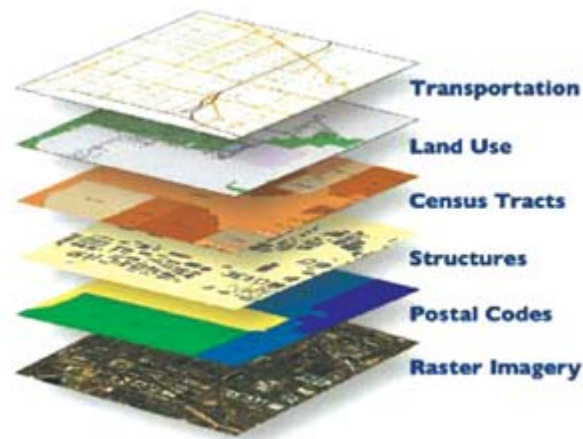 Transportation
Land Use
Census Tracts
Structures
Postal Codes
Raster Imagery